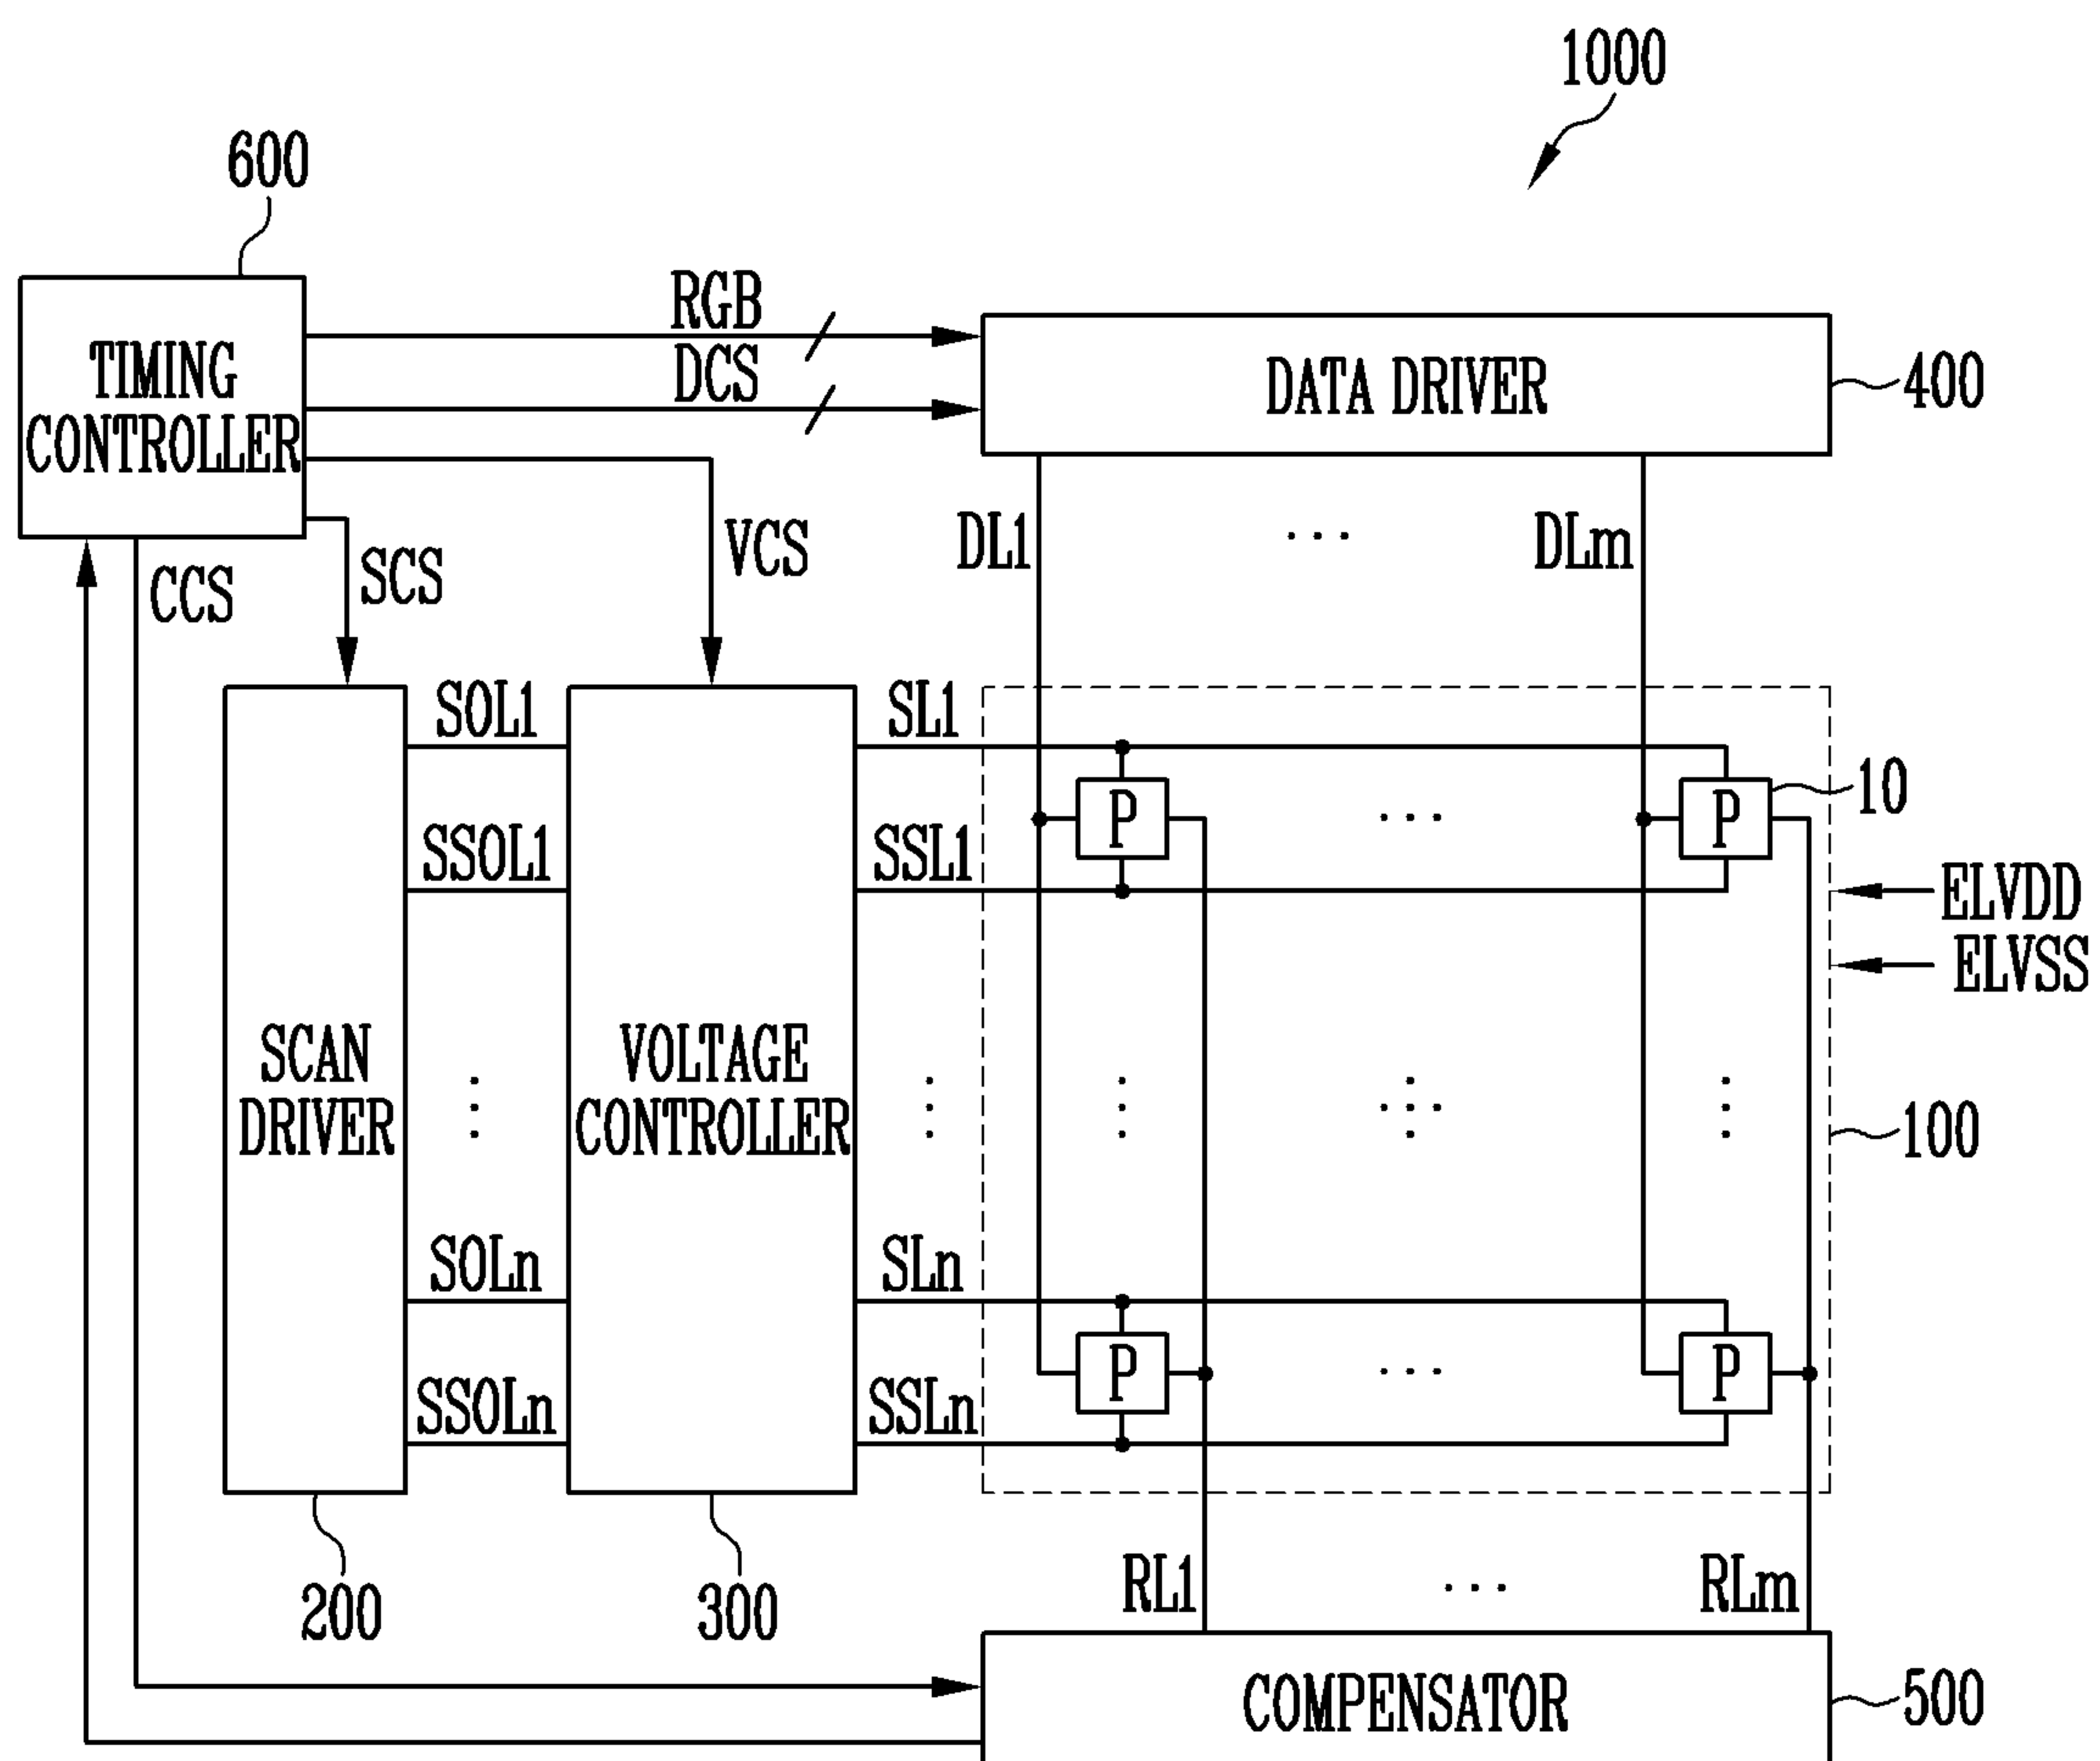 1000
600
TIMING
CONTROLLER
RGB
DCS
DATA DRIVER
400
CCS
SCS
VCS
DL1
...
DLm
SOL1
SL1
P
...
P
10
SSOL1
SSL1
ELVDD
ELVSS
SCAN
DRIVER
VOLTAGE
CONTROLLER
100
SOLn
SLn
P
...
P
SSOLn
SSLn
200
300
RL1
...
RLm
COMPENSATOR
500